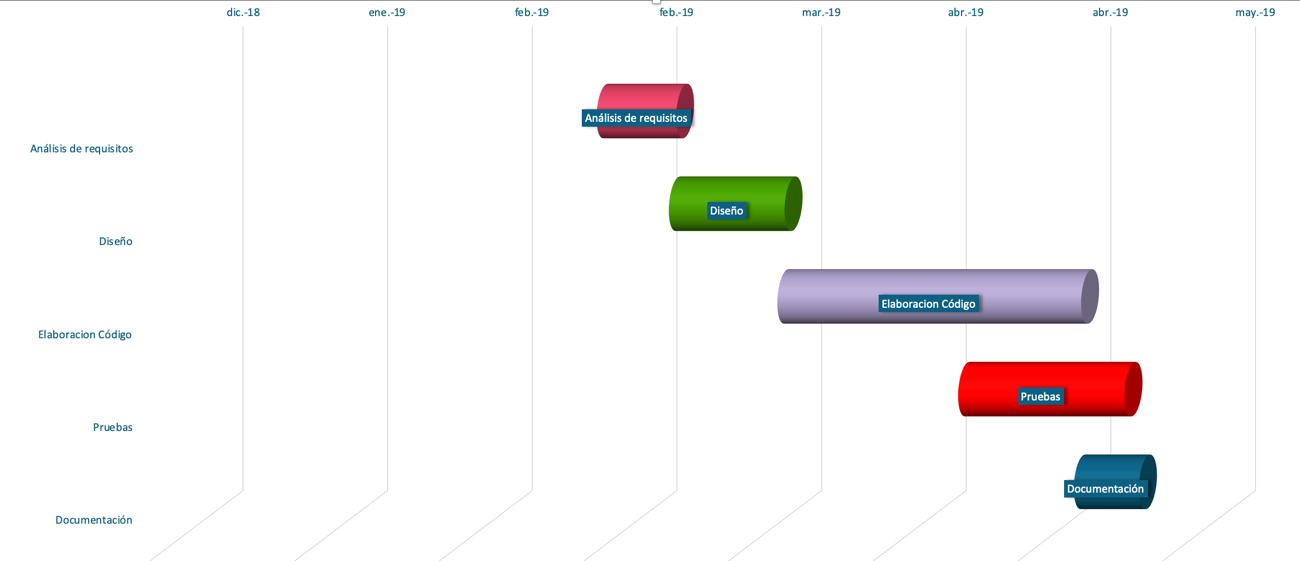 dic.-18 ene.-19 feb.-19 feb.-19 mar.-19 abr.-19 abr.-19 may.-19
Análisis de requisitos
Análisis de requisitos
Diseño
Diseño
Elaboracion Código
Elaboracion Código
Pruebas
Pruebas
Documentación
Documentación